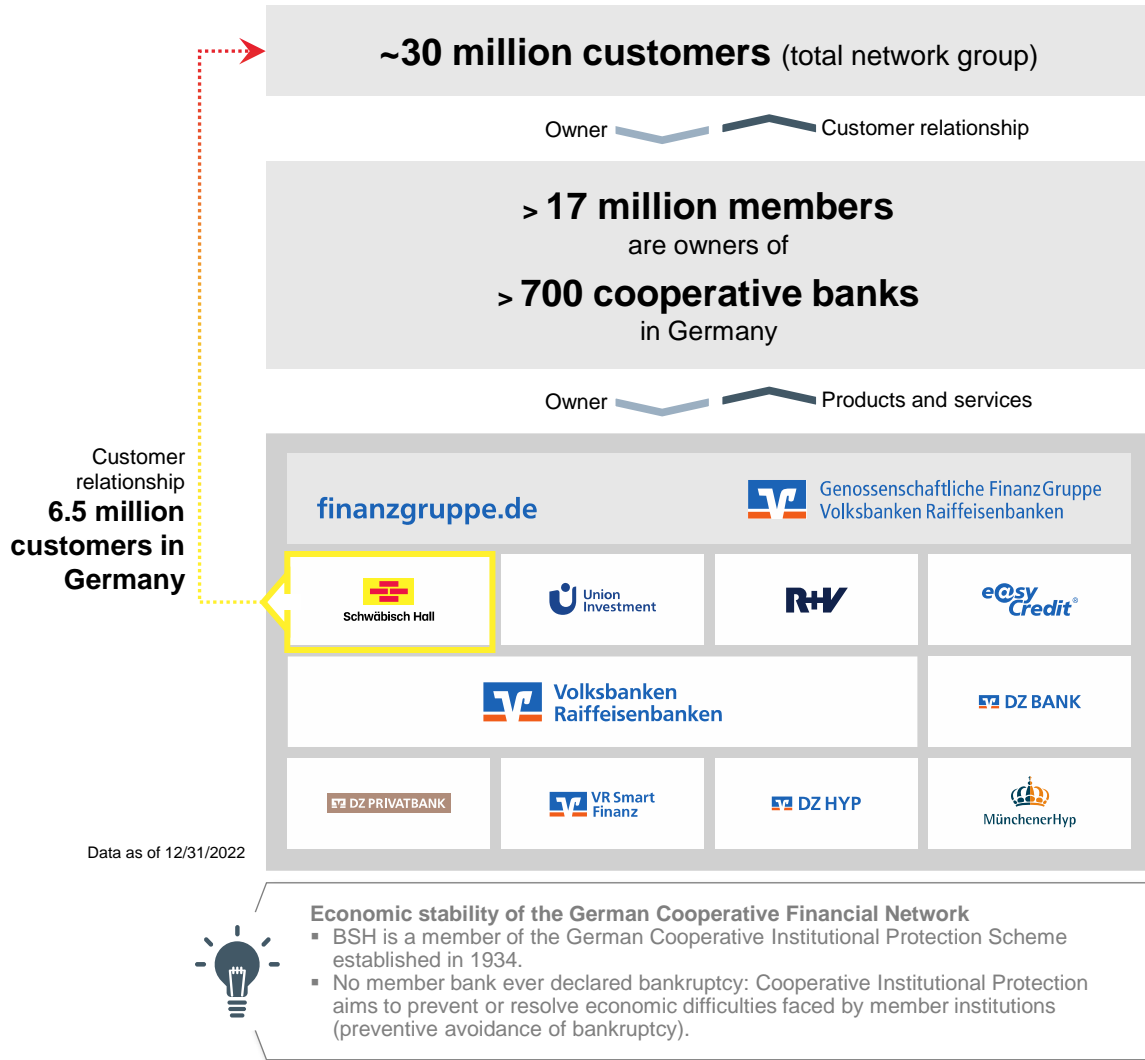 ~30 million customers (total network group)
Owner
Customer relationship
> 17 million members
are owners of
> 700 cooperative banks
in Germany
Owner
Products and services
Customer
relationship
6.5 million
customers in
Germany
finanzgruppe.de
Genossenschaftliche FinanzGruppe
Volksbanken Raiffeisenbanken
Schwäbisch Hall
Union
Investment
R+V
e@sy
Credit®
Volksbanken
Raiffeisenbanken
DZ BANK
DZ PRIVATBANK
VR Smart
Finanz
DZ HYP
MünchenerHyp
Data as of 12/31/2022
Economic stability of the German Cooperative Financial Network
▪ BSH is a member of the German Cooperative Institutional Protection Scheme
established in 1934.
▪ No member bank ever declared bankruptcy: Cooperative Institutional Protection
aims to prevent or resolve economic difficulties faced by member institutions
(preventive avoidance of bankruptcy).